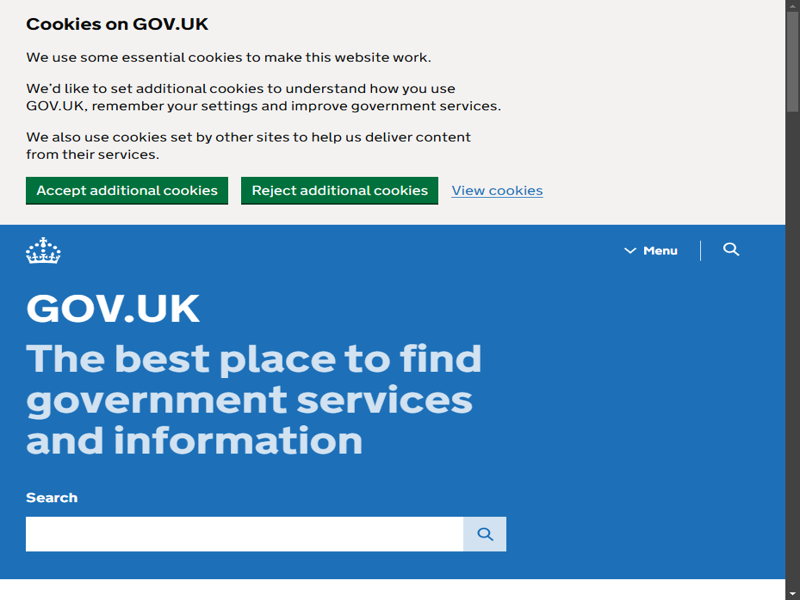 Cookies on GOV.UK
We use some essential cookies to make this website work.
We’d like to set additional cookies to understand how you use
GOV.UK, remember your settings and improve government services.
We also use cookies set by other sites to help us deliver content
from their services.
Accept additional cookies Reject additional cookies View cookies
Menu
GOV.UK
The best place to find
government services
and information
Search